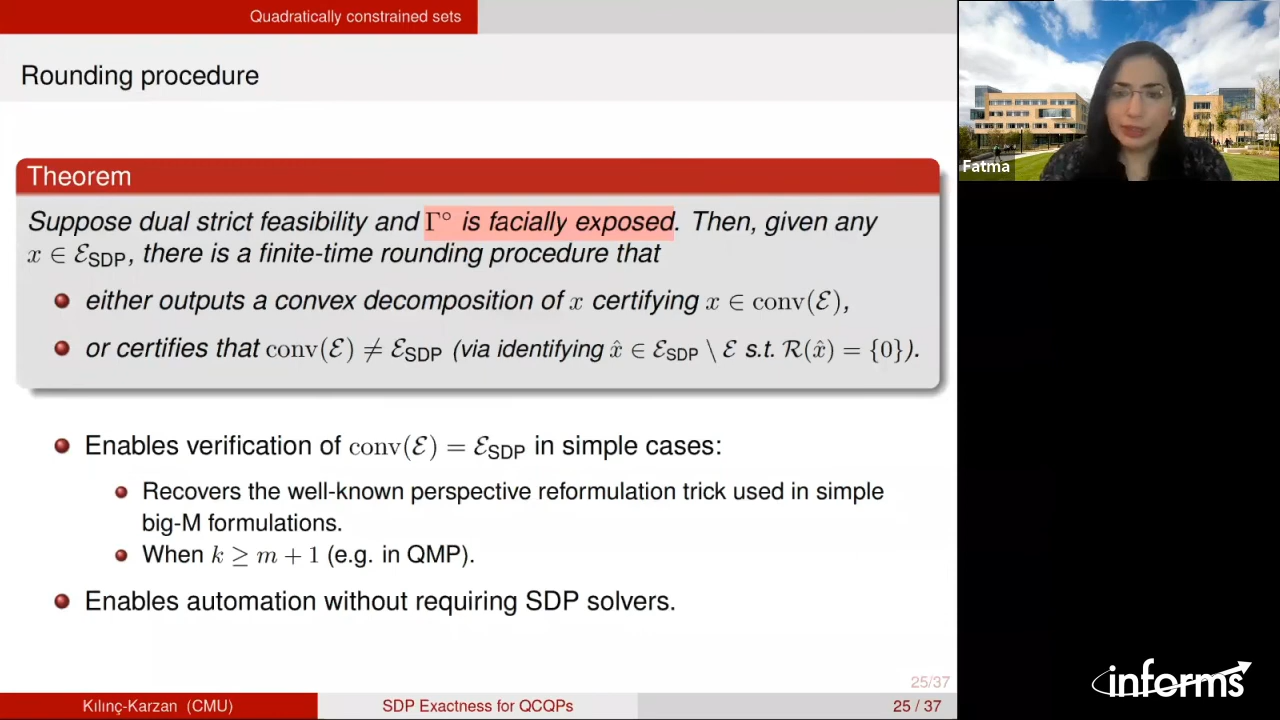 Quadratically constrained sets
Rounding procedure
Theorem
Suppose dual strict feasibility and Γ° is facially exposed. Then, given any
x ∈ ℰ_SDP, there is a finite-time rounding procedure that
either outputs a convex decomposition of x certifying x ∈ conv(ℰ),
or certifies that conv(ℰ) ≠ ℰ_SDP (via identifying x̂ ∈ ℰ_SDP \ ℰ s.t. ℛ(x̂) = {0}).
Enables verification of conv(ℰ) = ℰ_SDP in simple cases:
Recovers the well-known perspective reformulation trick used in simple
big-M formulations.
When k ≥ m + 1 (e.g. in QMP).
Enables automation without requiring SDP solvers.
25/37
Kılınç-Karzan (CMU)
SDP Exactness for QCQPs
25 / 37
Fatma
informs